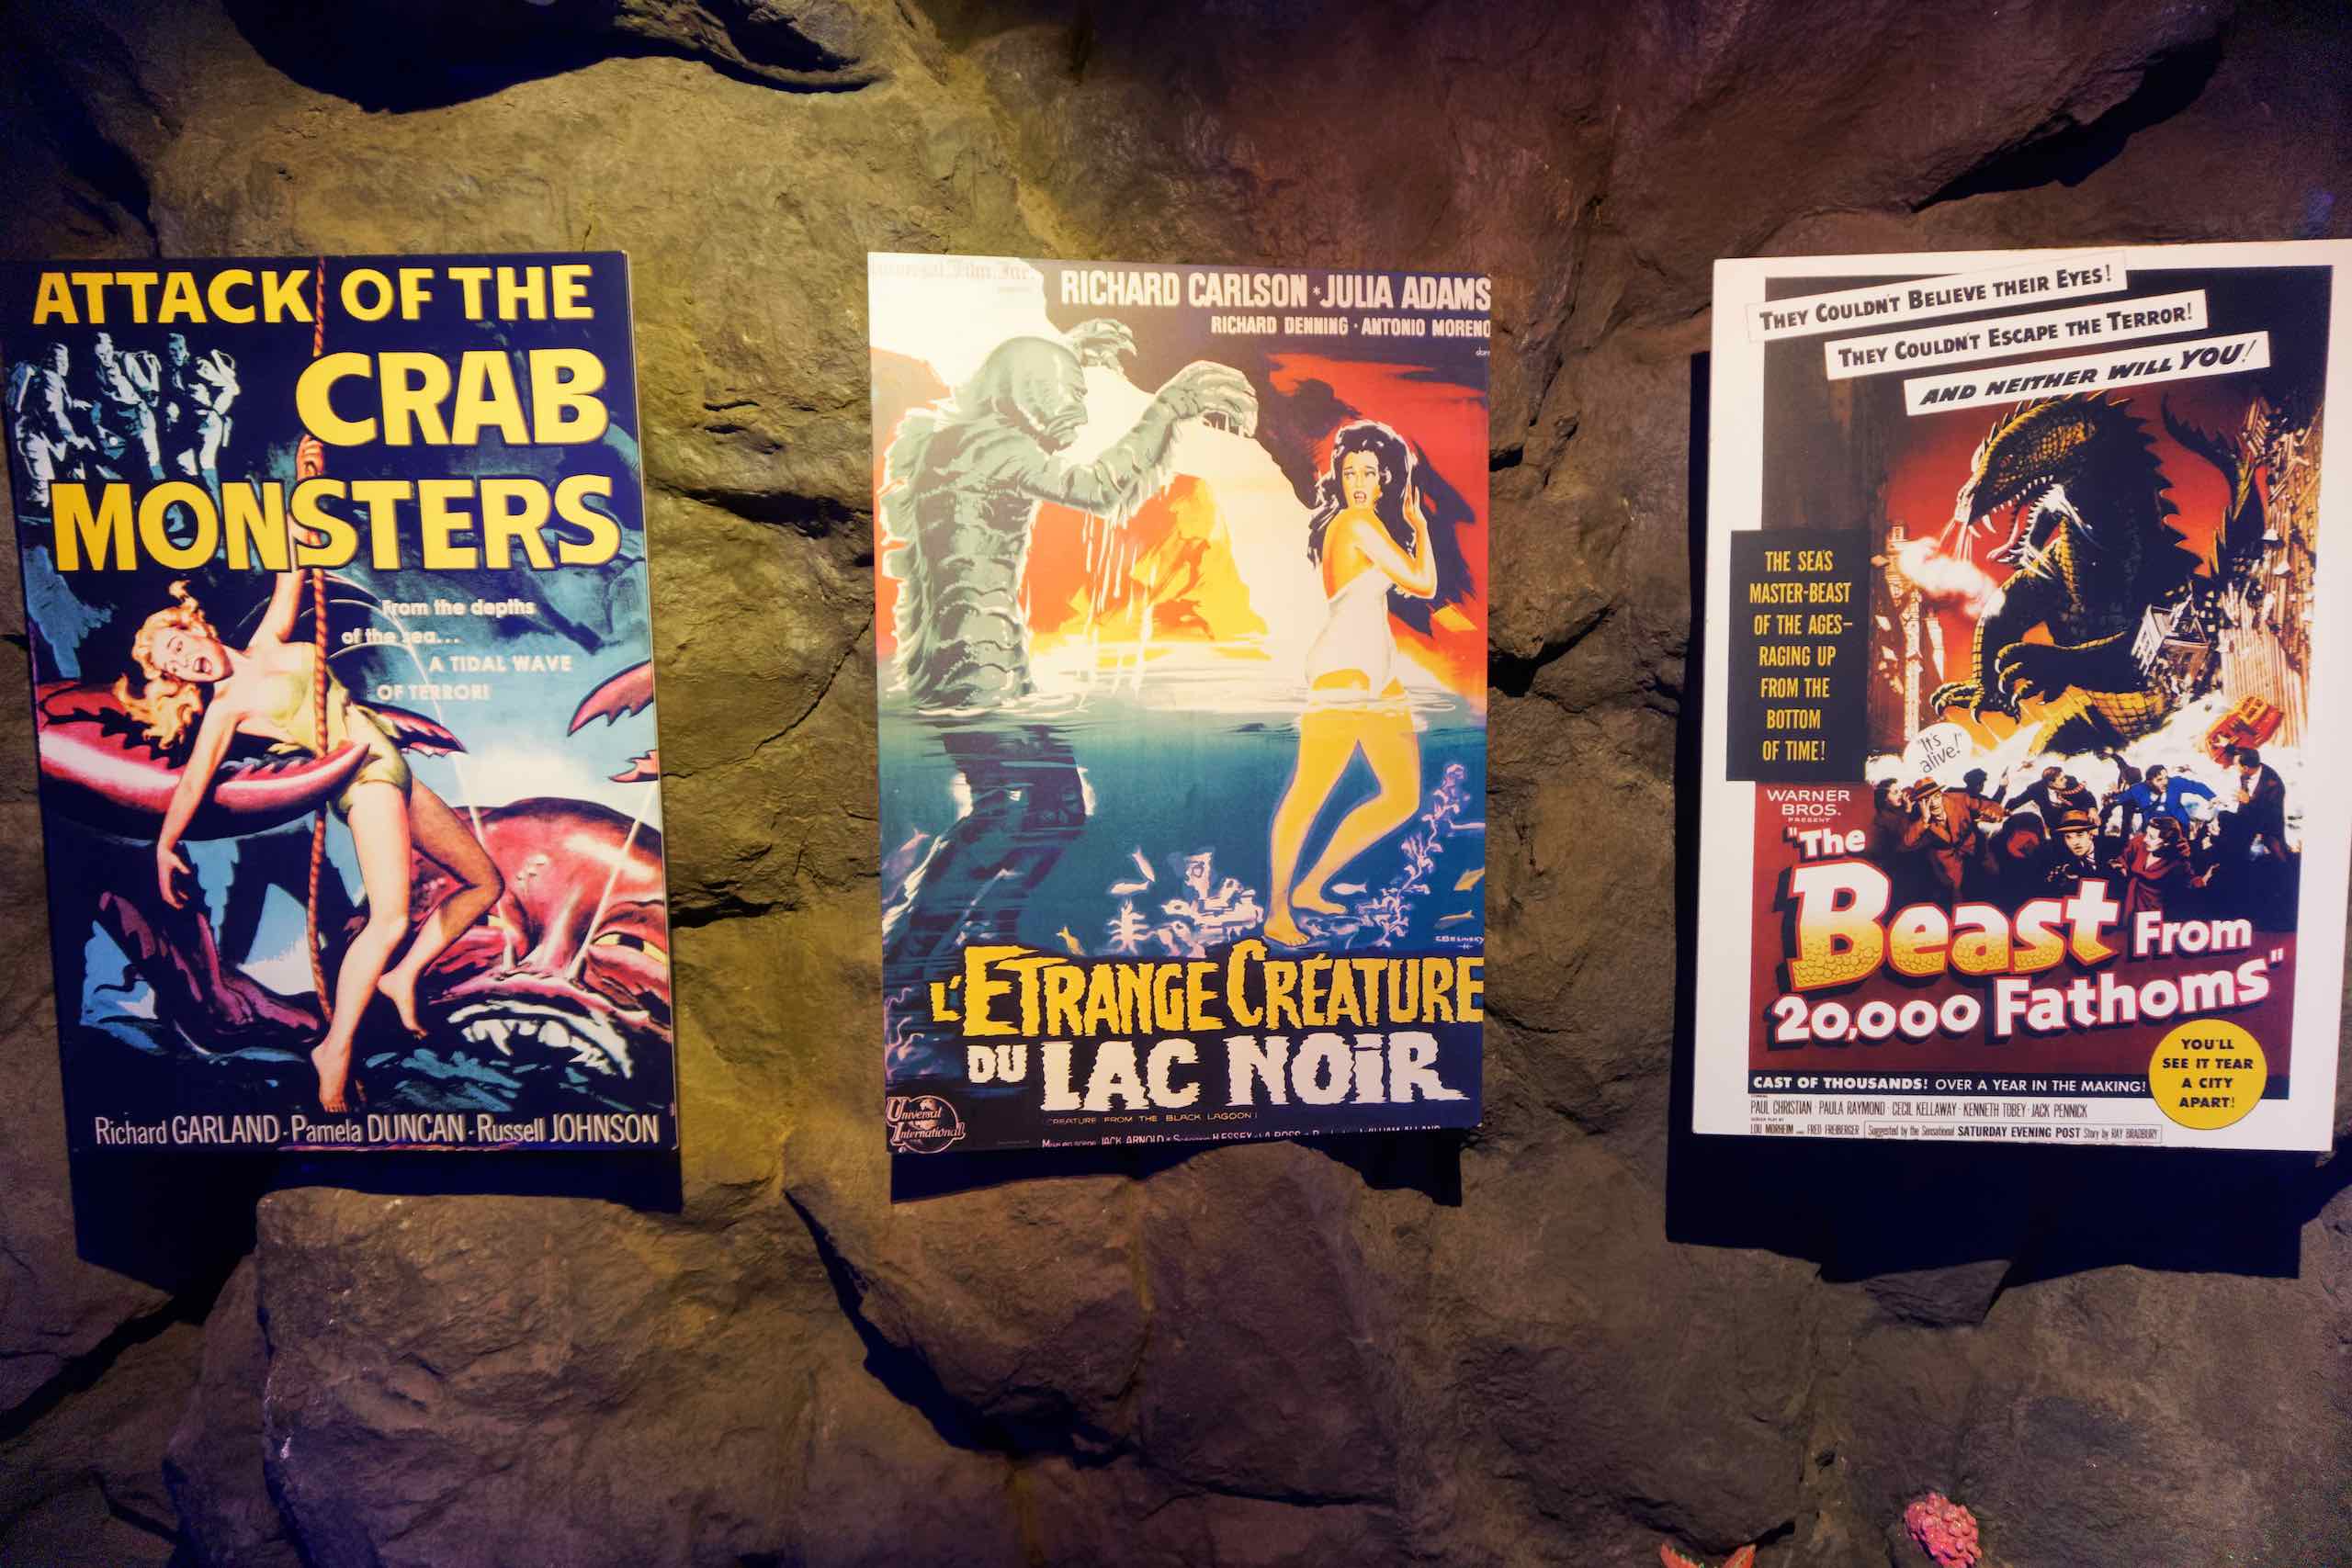 ATTACK OF THE
CRAB
MONSTERS
From the depths
of the sea...
A TIDAL WAVE
OF TERROR!
Richard GARLAND - Pamela DUNCAN - Russell JOHNSON
Universal Film, Inc.
RICHARD CARLSON * JULIA ADAMS
RICHARD DENNING · ANTONIO MORENO
dans
L'ETRANGE CRÉATURE
DU LAC NOiR
Universal
International
CREATURE FROM THE BLACK LAGOON
JACK ARNOLD
THEY COULDN'T BELIEVE THEIR EYES!
THEY COULDN'T ESCAPE THE TERROR!
AND NEITHER WILL YOU!
THE SEA'S
MASTER-BEAST
OF THE AGES—
RAGING UP
FROM THE
BOTTOM
OF TIME!
"It's
alive!"
WARNER
BROS.
PRESENT
"The
Beast From
20,000 Fathoms"
YOU'LL
SEE IT TEAR
A CITY
APART!
CAST OF THOUSANDS! OVER A YEAR IN THE MAKING!
PAUL CHRISTIAN · PAULA RAYMOND · CECIL KELLAWAY · KENNETH TOBEY · JACK PENNICK
LOU MORHEIM AND FRED FREIBERGER Suggested by the Sensational SATURDAY EVENING POST Story by RAY BRADBURY